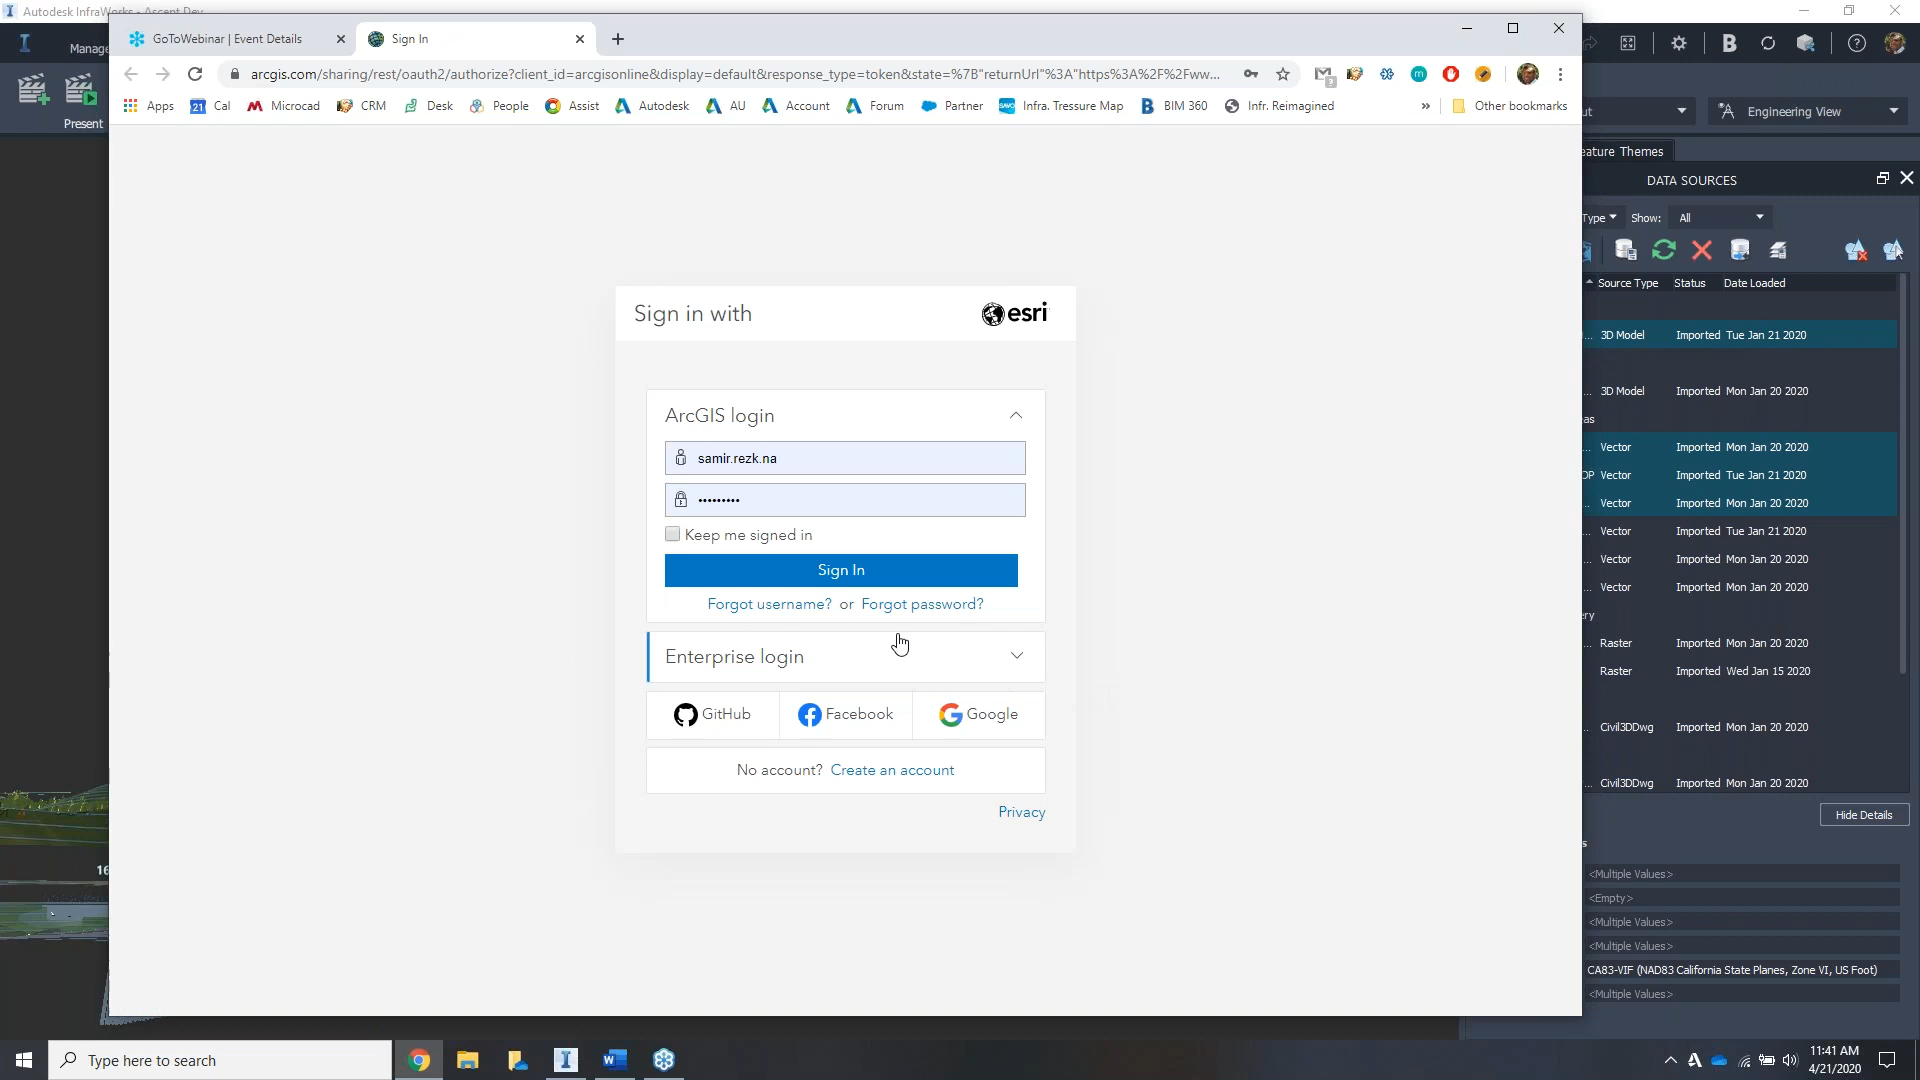 Autodesk InfraWorks - Ascent Dev
Manage
Present
GoToWebinar | Event Details
Sign In
arcgis.com/sharing/rest/oauth2/authorize?client_id=arcgisonline&display=default&response_type=token&state=%7B"returnUrl"%3A"https%3A%2F%2Fww...
Apps
21 Cal
Microcad
CRM
Desk
People
Assist
Autodesk
AU
Account
Forum
Partner
Infra. Tressure Map
B BIM 360
Infr. Reimagined
»
Other bookmarks
Sign in with
esri
ArcGIS login
samir.rezk.na
•••••••••
Keep me signed in
Sign In
Forgot username? or Forgot password?
Enterprise login
GitHub
Facebook
Google
No account? Create an account
Privacy
ut
Engineering View
eature Themes
DATA SOURCES
Type
Show: All
Source Type Status Date Loaded
... 3D Model Imported Tue Jan 21 2020
... 3D Model Imported Mon Jan 20 2020
as
... Vector Imported Mon Jan 20 2020
OP Vector Imported Tue Jan 21 2020
... Vector Imported Mon Jan 20 2020
... Vector Imported Tue Jan 21 2020
... Vector Imported Mon Jan 20 2020
... Vector Imported Mon Jan 20 2020
ery
Raster Imported Mon Jan 20 2020
Raster Imported Wed Jan 15 2020
... Civil3DDwg Imported Mon Jan 20 2020
... Civil3DDwg Imported Mon Jan 20 2020
Hide Details
s
<Multiple Values>
<Empty>
<Multiple Values>
<Multiple Values>
CA83-VIF (NAD83 California State Planes, Zone VI, US Foot)
<Multiple Values>
16
Type here to search
11:41 AM
4/21/2020